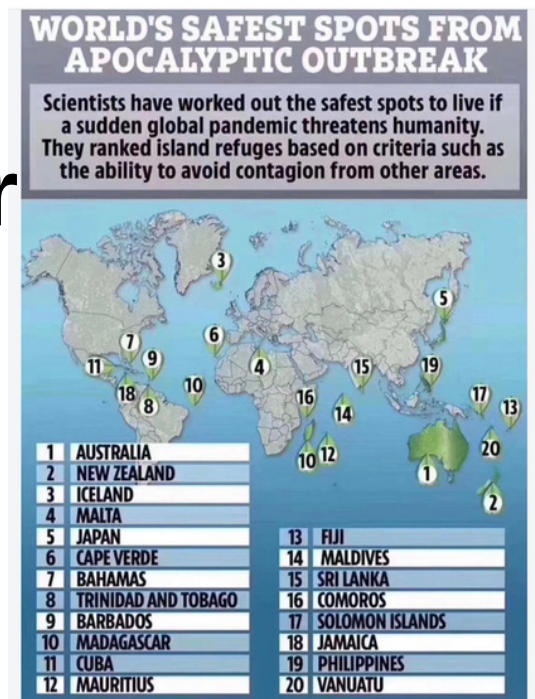 WORLD'S SAFEST SPOTS FROM
APOCALYPTIC OUTBREAK
Scientists have worked out the safest spots to live if
a sudden global pandemic threatens humanity.
They ranked island refuges based on criteria such as
the ability to avoid contagion from other areas.
r
3
5
7
6
11
9
4
15
19
18
8
10
16
14
17
13
10
12
1
20
2
1 AUSTRALIA
2 NEW ZEALAND
3 ICELAND
4 MALTA
5 JAPAN
6 CAPE VERDE
7 BAHAMAS
8 TRINIDAD AND TOBAGO
9 BARBADOS
10 MADAGASCAR
11 CUBA
12 MAURITIUS
13 FIJI
14 MALDIVES
15 SRI LANKA
16 COMOROS
17 SOLOMON ISLANDS
18 JAMAICA
19 PHILIPPINES
20 VANUATU